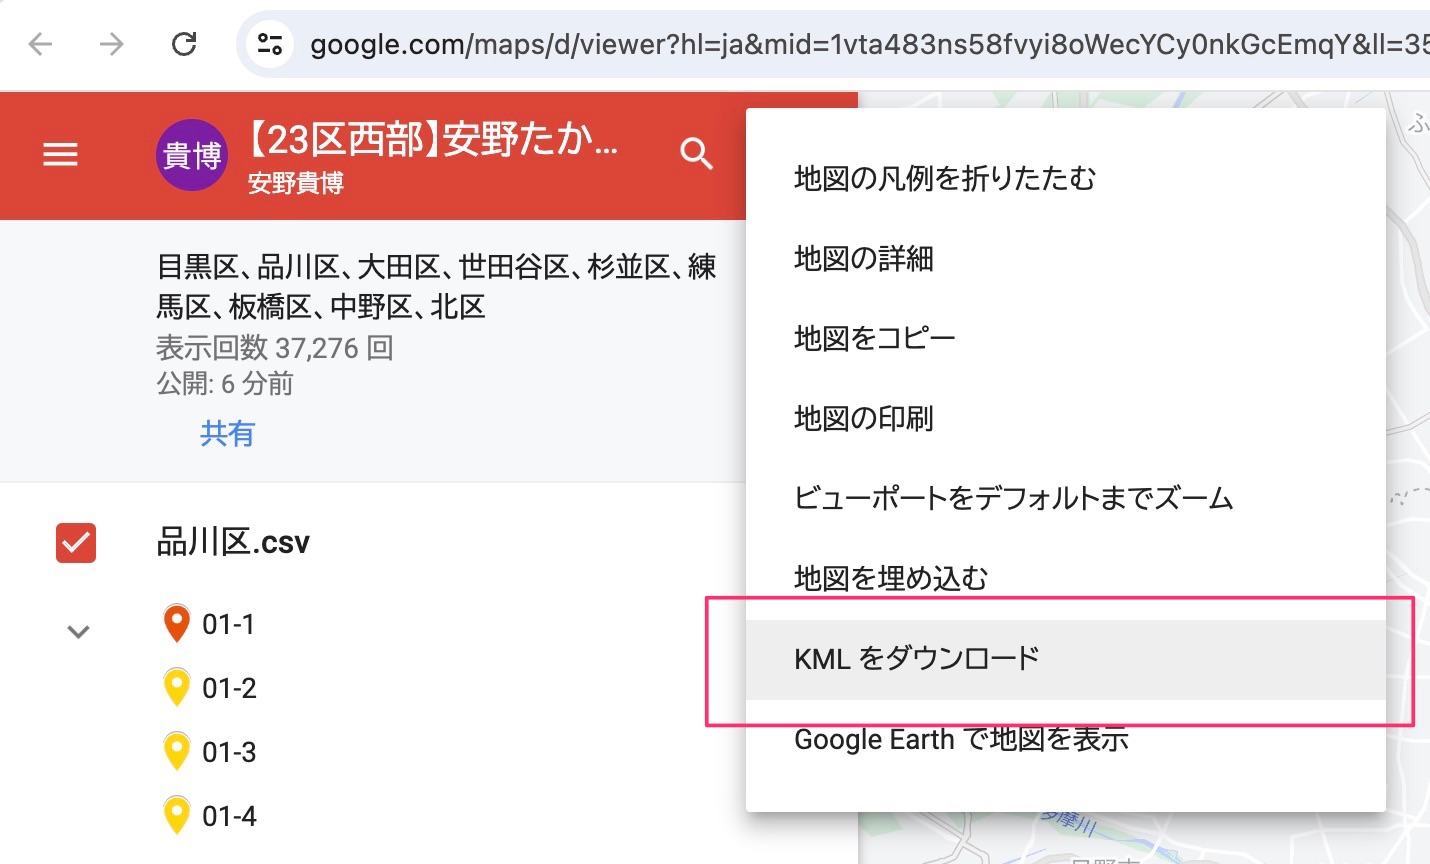 google.com/maps/d/viewer?hl=ja&mid=1vta483ns58fvyi8oWecYCy0nkGcEmqY&ll=35
貴博
【23区西部】安野たか...
安野貴博
目黒区、品川区、大田区、世田谷区、杉並区、練
馬区、板橋区、中野区、北区
表示回数 37,276 回
公開: 6 分前
共有
品川区.csv
01-1
01-2
01-3
01-4
地図の凡例を折りたたむ
地図の詳細
地図をコピー
地図の印刷
ビューポートをデフォルトまでズーム
地図を埋め込む
KML をダウンロード
Google Earth で地図を表示
ふ
多摩川
日野市